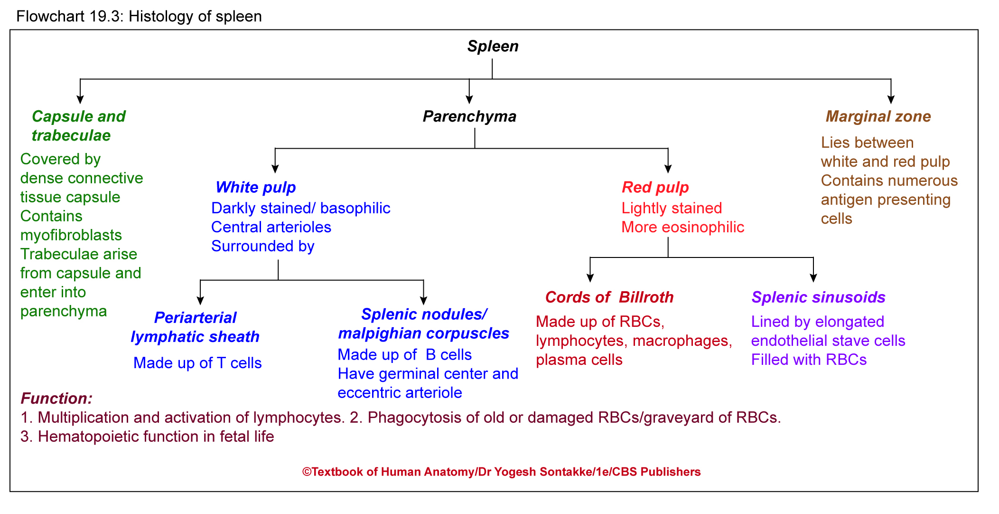 Flowchart 19.3: Histology of spleen
Spleen
Capsule and
trabeculae
Covered by
dense connective
tissue capsule
Contains
myofibroblasts
Trabeculae arise
from capsule and
enter into
parenchyma
Parenchyma
White pulp
Darkly stained/ basophilic
Central arterioles
Surrounded by
Periarterial
lymphatic sheath
Made up of T cells
Splenic nodules/
malpighian corpuscles
Made up of B cells
Have germinal center and
eccentric arteriole
Red pulp
Lightly stained
More eosinophilic
Cords of Billroth
Made up of RBCs,
lymphocytes, macrophages,
plasma cells
Splenic sinusoids
Lined by elongated
endothelial stave cells
Filled with RBCs
Marginal zone
Lies between
white and red pulp
Contains numerous
antigen presenting
cells
Function:
1. Multiplication and activation of lymphocytes. 2. Phagocytosis of old or damaged RBCs/graveyard of RBCs.
3. Hematopoietic function in fetal life
©Textbook of Human Anatomy/Dr Yogesh Sontakke/1e/CBS Publishers